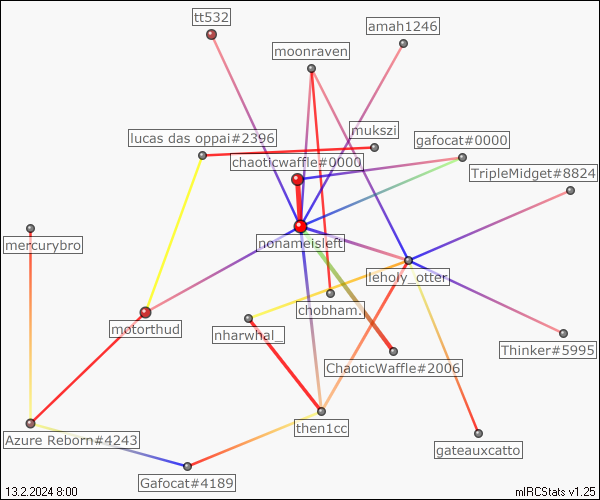 tt532
amah1246
moonraven
mukszi
lucas das oppai#2396
gafocat#0000
chaoticwaffle#0000
TripleMidget#8824
mercurybro
nonameisleft
leholy_otter
chobham.
motorthud
nharwhal_
Thinker#5995
ChaoticWaffle#2006
then1cc
Azure Reborn#4243
gateauxcatto
Gafocat#4189
13.2.2024 8:00
mIRCStats v1.25